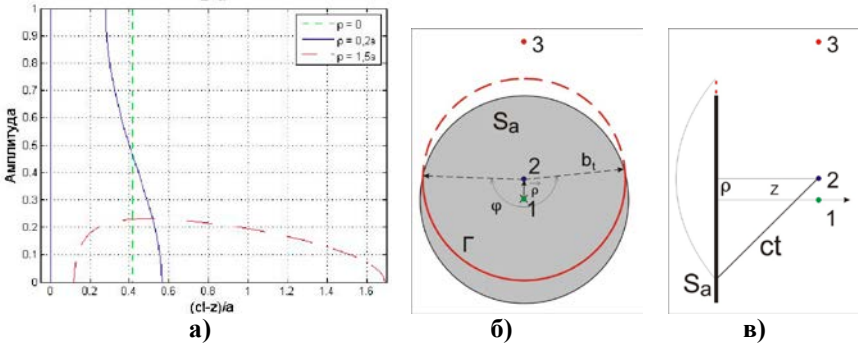 ρ = 0
ρ = 0,2a
ρ = 1,5a
Амплитуда
1
0.9
0.8
0.7
0.6
0.5
0.4
0.3
0.2
0.1
0
0 0.2 0.4 0.6 0.8 1 1.2 1.4 1.6
(ct-z)/a
а)
3
Sa
2
bt
ρ
φ
1
Г
б)
3
2
ρ z
1
ct
Sa
в)